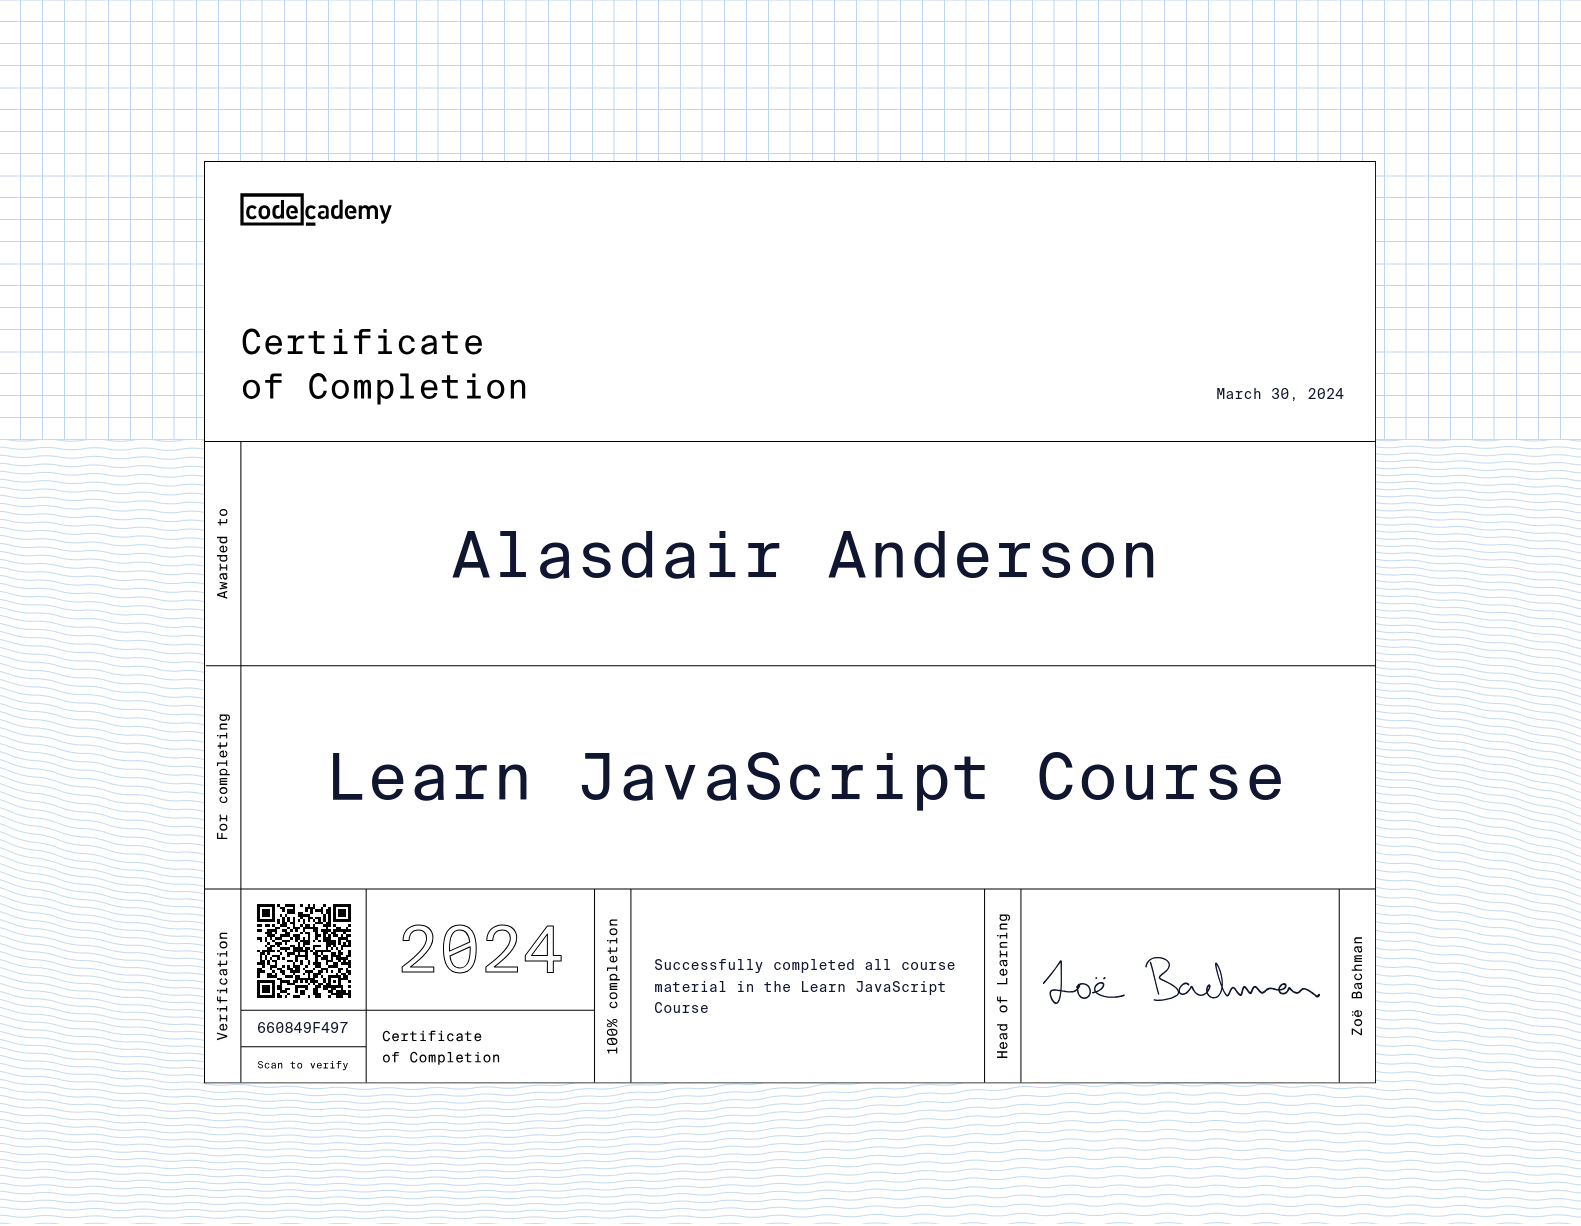 codecademy
Certificate
of Completion
March 30, 2024
Awarded to
Alasdair Anderson
For completing
Learn JavaScript Course
Verification
660849F497
Scan to verify
2024
Certificate
of Completion
100% completion
Successfully completed all course
material in the Learn JavaScript
Course
Head of Learning
Zoë Bachman
Zoë Bachman